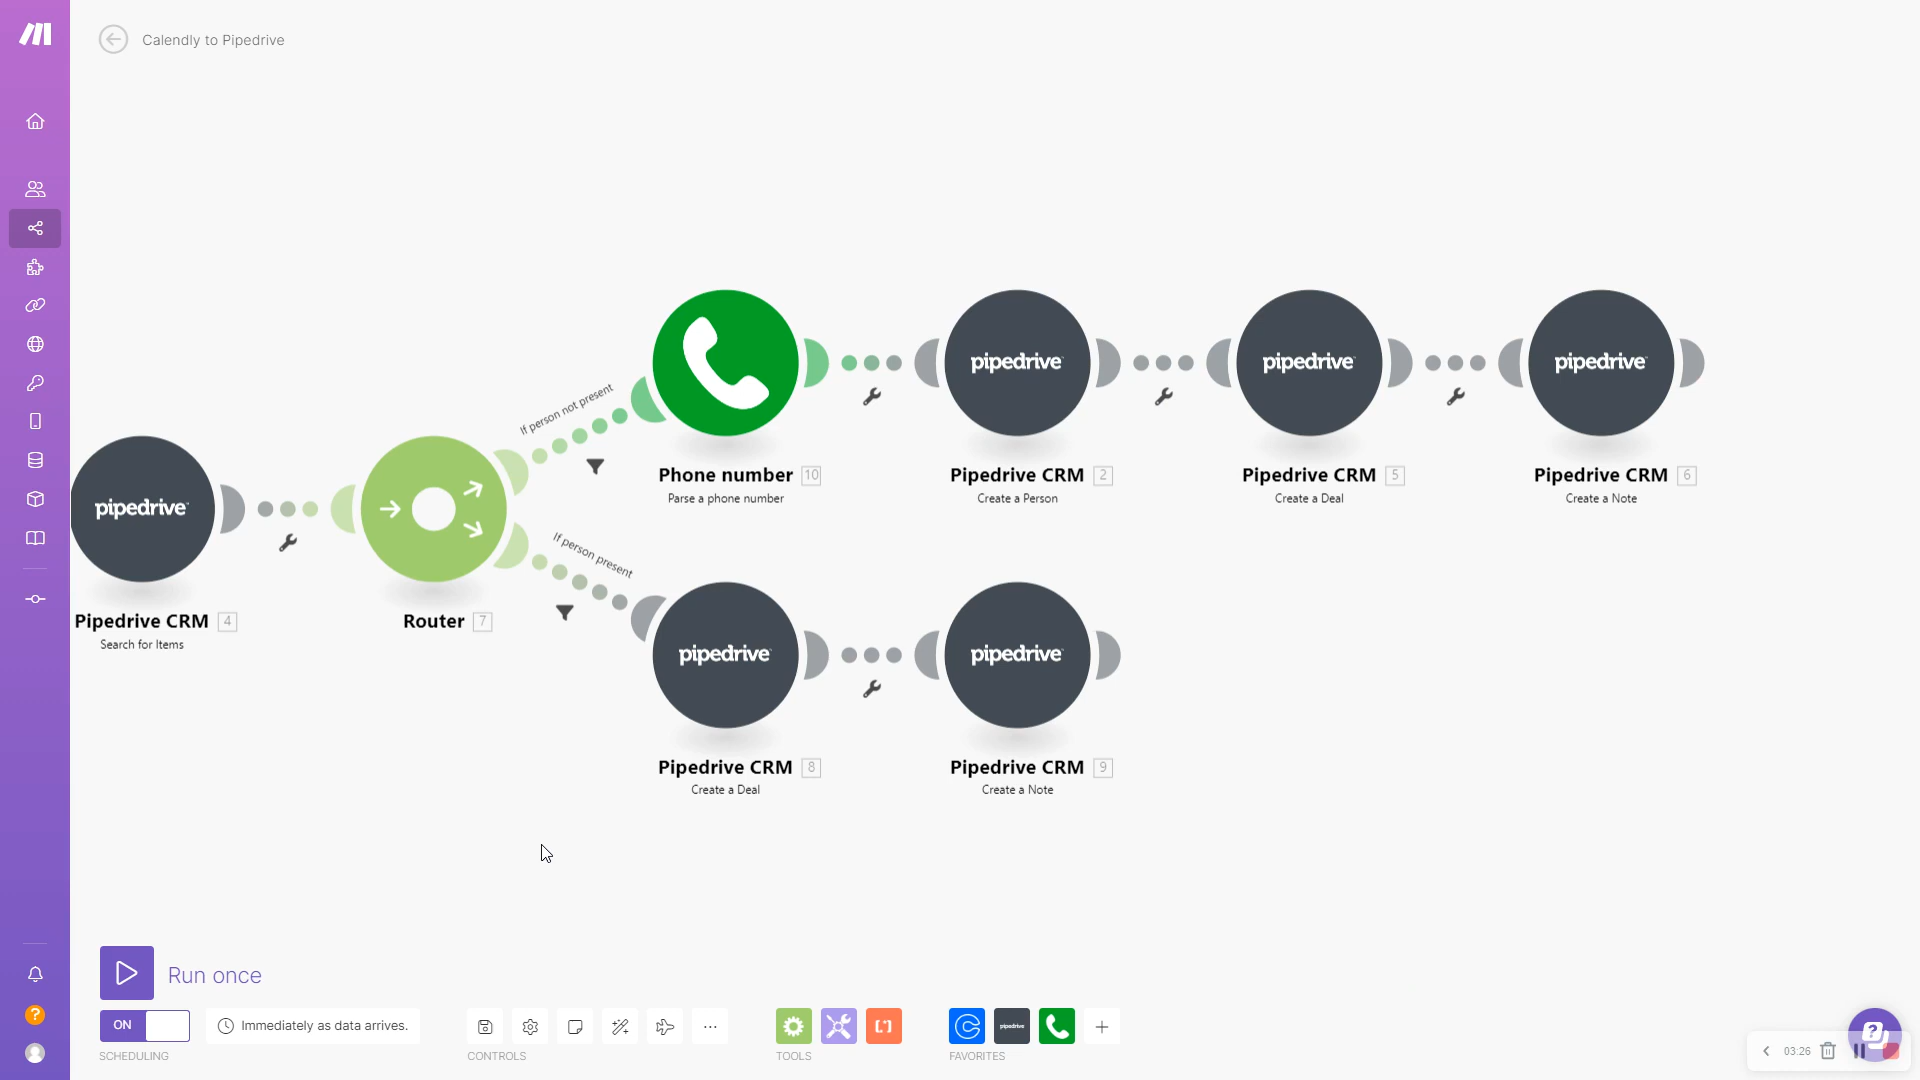 Calendly to Pipedrive
If person not present
pipedrive
pipedrive
pipedrive
Phone number 10
Parse a phone number
Pipedrive CRM 2
Create a Person
Pipedrive CRM 5
Create a Deal
Pipedrive CRM 6
Create a Note
pipedrive
If person present
Pipedrive CRM 4
Search for Items
Router 7
pipedrive
pipedrive
Pipedrive CRM 8
Create a Deal
Pipedrive CRM 9
Create a Note
Run once
ON
Immediately as data arrives.
pipedrive
SCHEDULING
CONTROLS
TOOLS
FAVORITES
03:26